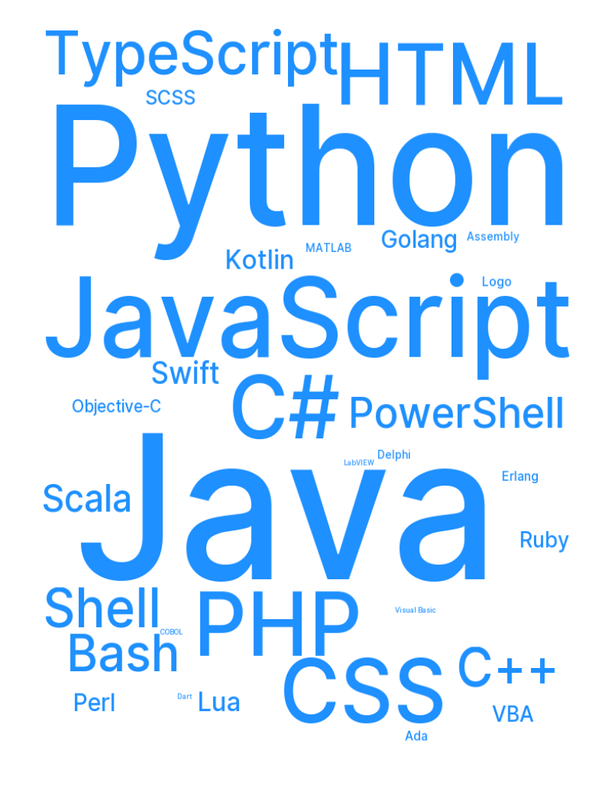 TypeScript
HTML
SCSS
Python
Golang
Assembly
MATLAB
Kotlin
Logo
JavaScript
Swift
C#
Objective-C
PowerShell
Java
Delphi
LabVIEW
Erlang
Scala
Ruby
Shell
PHP
Visual Basic
COBOL
Bash
CSS
C++
Perl
Dart
Lua
VBA
Ada